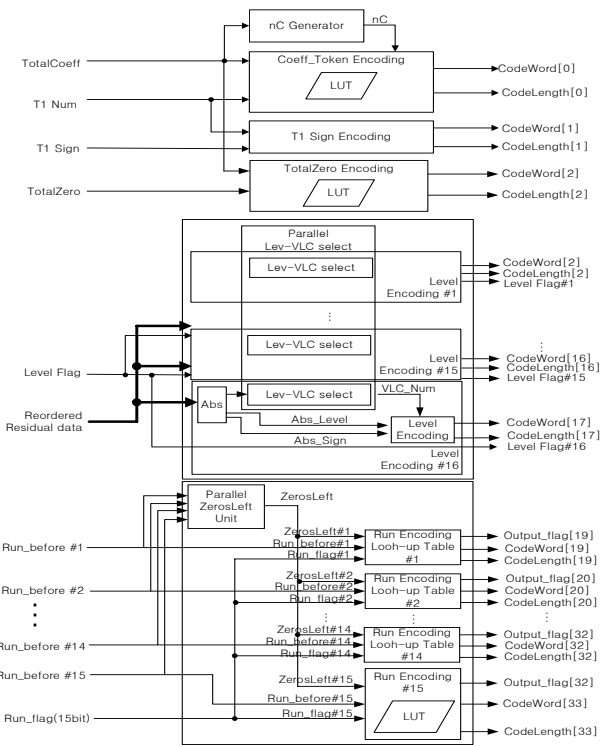 nC
nC Generator
Coeff_Token Encoding
TotalCoeff
LUT
CodeWord[0]
CodeLength[0]
T1 Num
T1 Sign Encoding
CodeWord[1]
CodeLength[1]
T1 Sign
TotalZero Encoding
CodeWord[2]
TotalZero
LUT
CodeLength[2]
Parallel
Lev-VLC select
Lev-VLC select
CodeWord[2]
CodeLength[2]
Level Flag#1
Level
Encoding #1
⋮
⋮
Lev-VLC select
Level
Encoding #15
CodeWord[16]
CodeLength[16]
Level Flag#15
Level Flag
Reordered
Residual data
Abs
Lev-VLC select
VLC_Num
Abs_Level
Abs_Sign
Level
Encoding
CodeWord[17]
CodeLength[17]
Level Flag#16
Level
Encoding #16
Parallel
ZerosLeft
Unit
ZerosLeft
Run_before #1
ZerosLeft#1
Run_before#1
Run_flag#1
Run Encoding
Looh-up Table
#1
Output_flag[19]
CodeWord[19]
CodeLength[19]
Run_before #2
ZerosLeft#2
Run_before#2
Run_flag#2
Run Encoding
Looh-up Table
#2
Output_flag[20]
CodeWord[20]
CodeLength[20]
⋮
⋮
⋮
⋮
Run_before #14
ZerosLeft#14
Run_before#14
Run_flag#14
Run Encoding
Looh-up Table
#14
Output_flag[32]
CodeWord[32]
CodeLength[32]
Run_before #15
ZerosLeft#15
Run_before#15
Run_flag#15
Run Encoding
#15
LUT
Output_flag[32]
CodeWord[33]
CodeLength[33]
Run_flag(15bit)